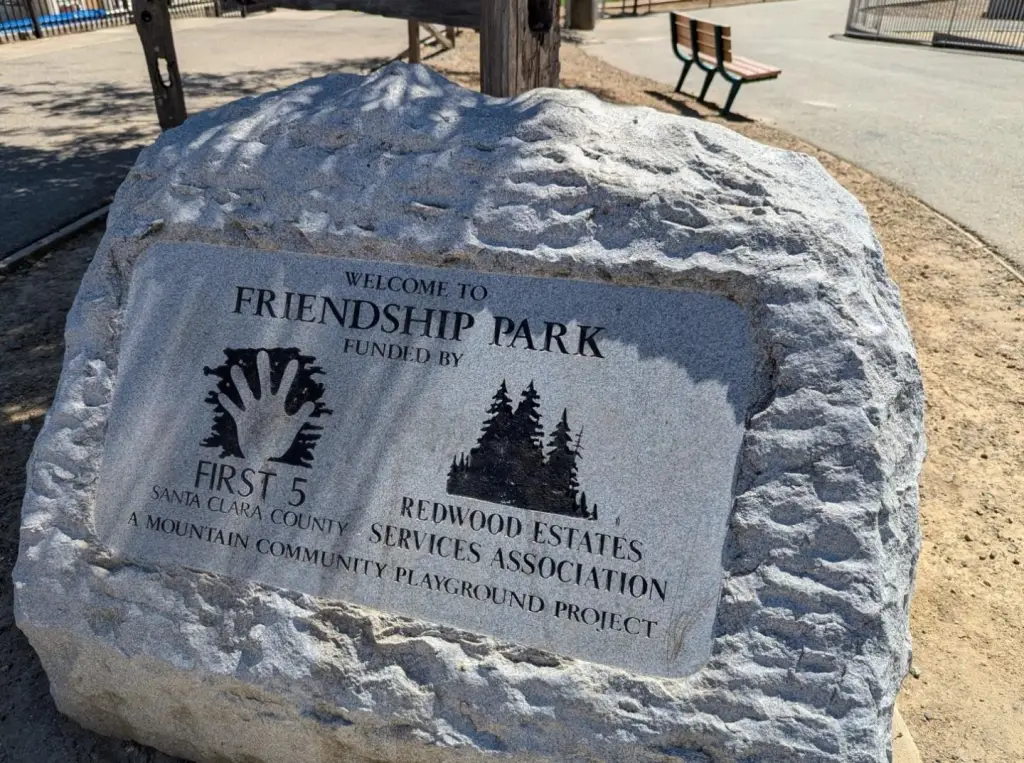 WELCOME TO
FRIENDSHIP PARK
FUNDED BY
FIRST 5
SANTA CLARA COUNTY
REDWOOD ESTATES
SERVICES ASSOCIATION
A MOUNTAIN COMMUNITY PLAYGROUND PROJECT